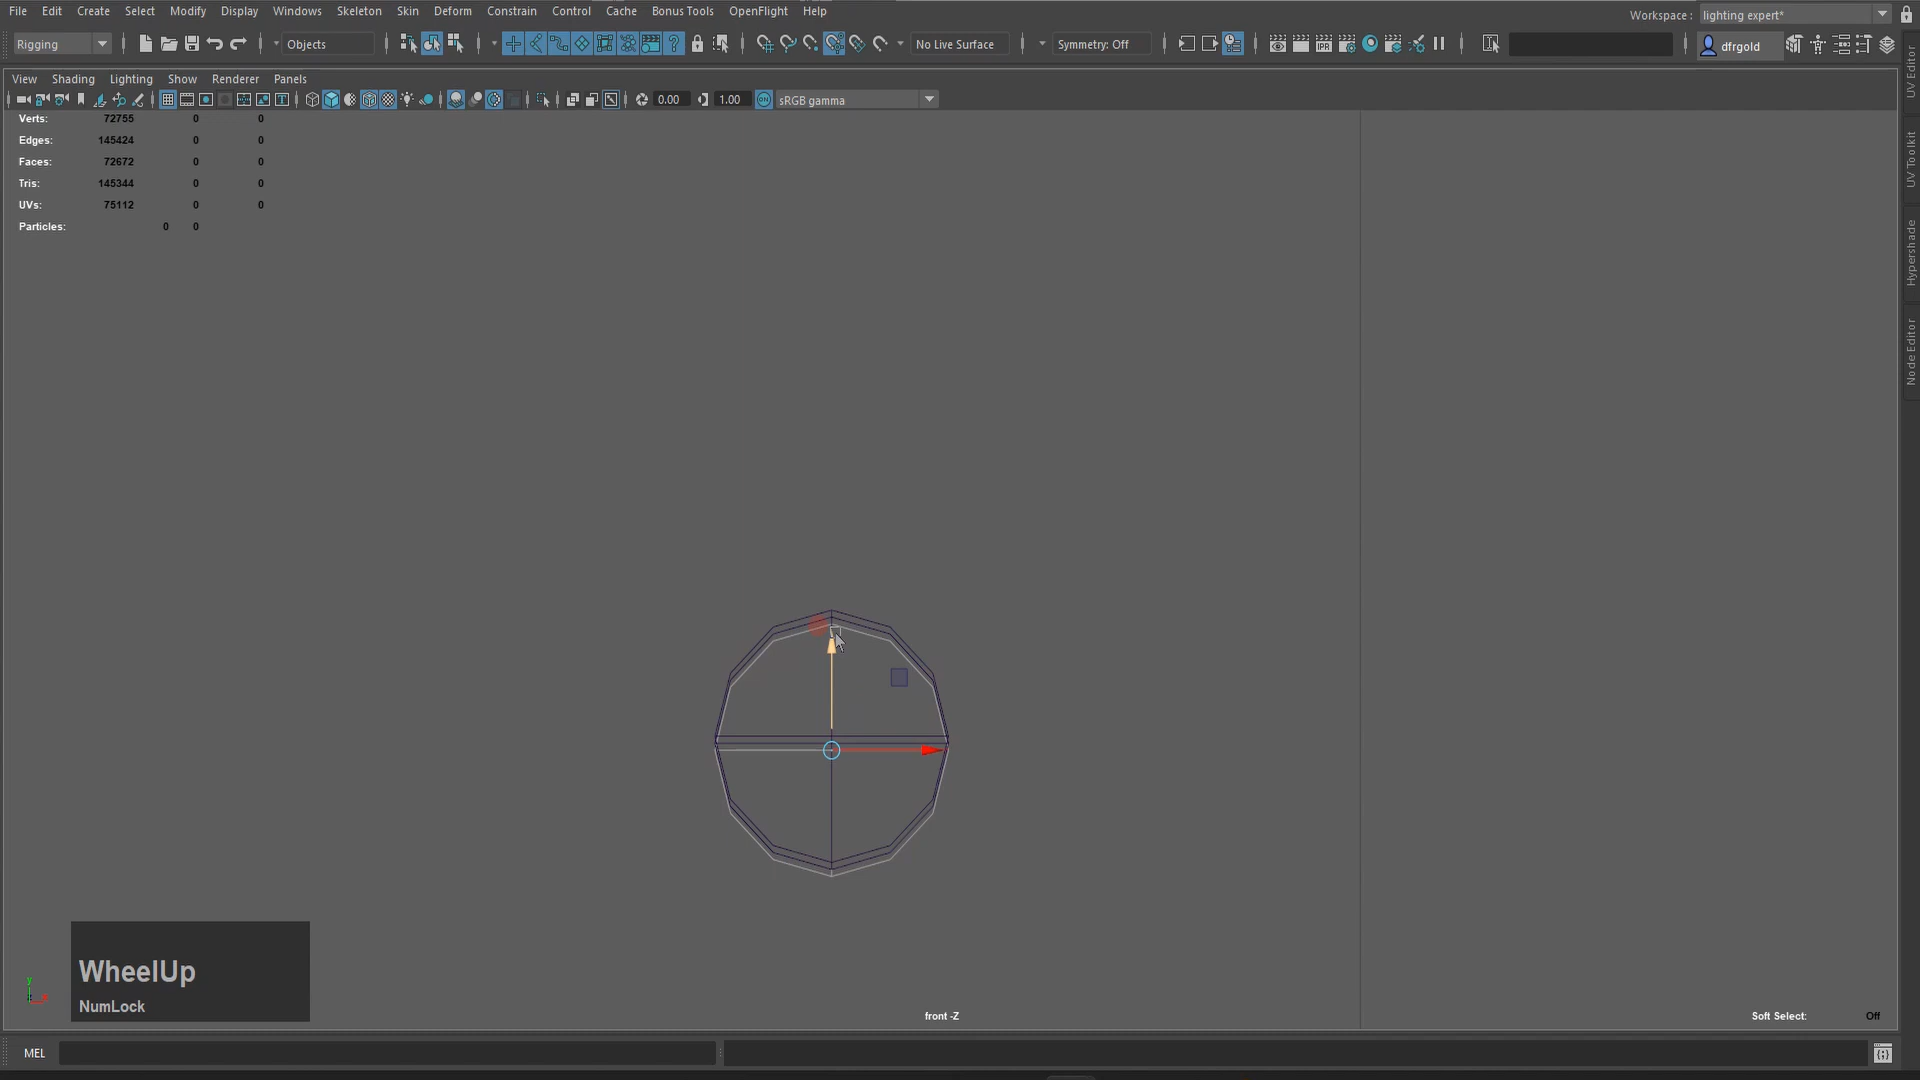 File Edit Create Select Modify Display Windows Skeleton Skin Deform Constrain Control Cache Bonus Tools OpenFlight Help
Workspace : lighting expert*
Rigging Objects No Live Surface Symmetry: Off dfrgold
View Shading Lighting Show Renderer Panels
0.00 1.00 ON sRGB gamma
Verts: 72755 0 0
Edges: 145424 0 0
Faces: 72672 0 0
Tris: 145344 0 0
UVs: 75112 0 0
Particles: 0 0
UV Editor
UV Toolkit
Hypershade
Node Editor
WheelUp
NumLock
y
front -Z
Soft Select: Off
MEL